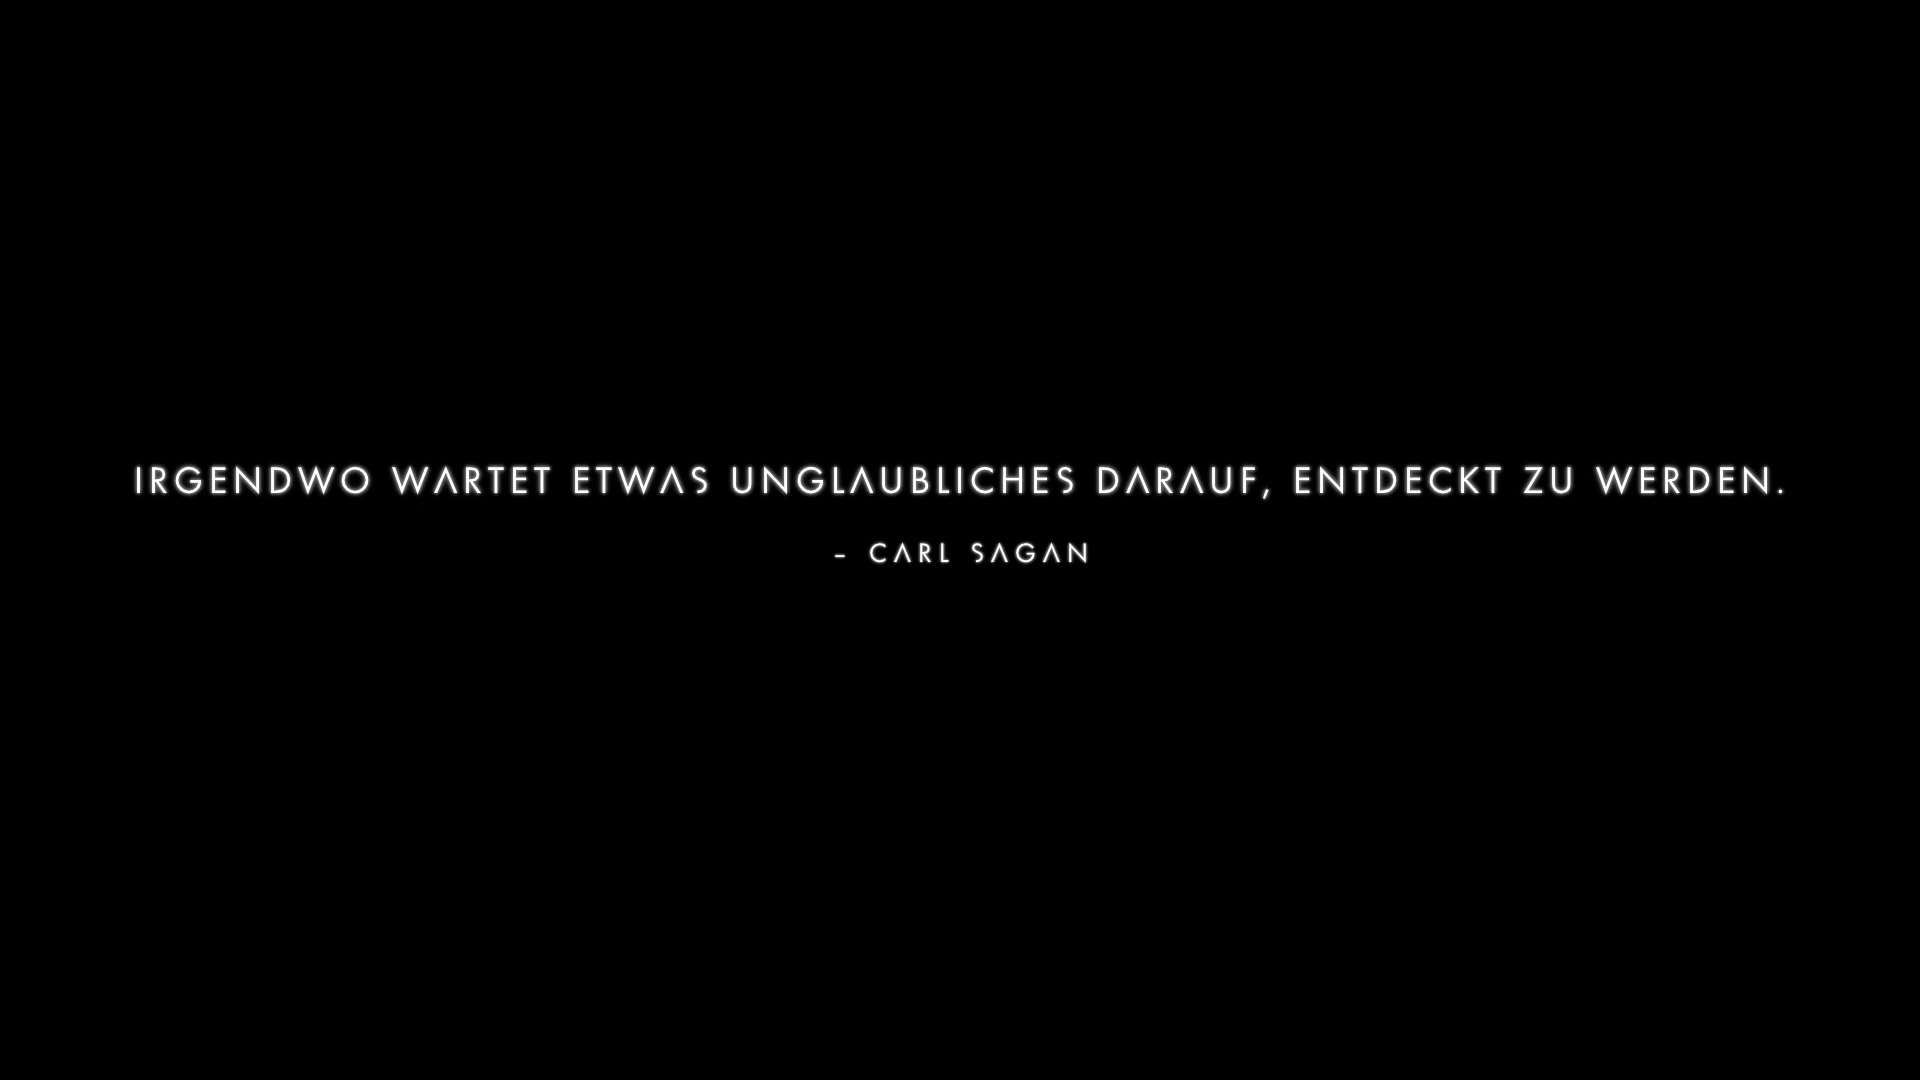 IRGENDWO WARTET ETWAS UNGLAUBLICHES DARAUF, ENTDECKT ZU WERDEN.
– CARL SAGAN